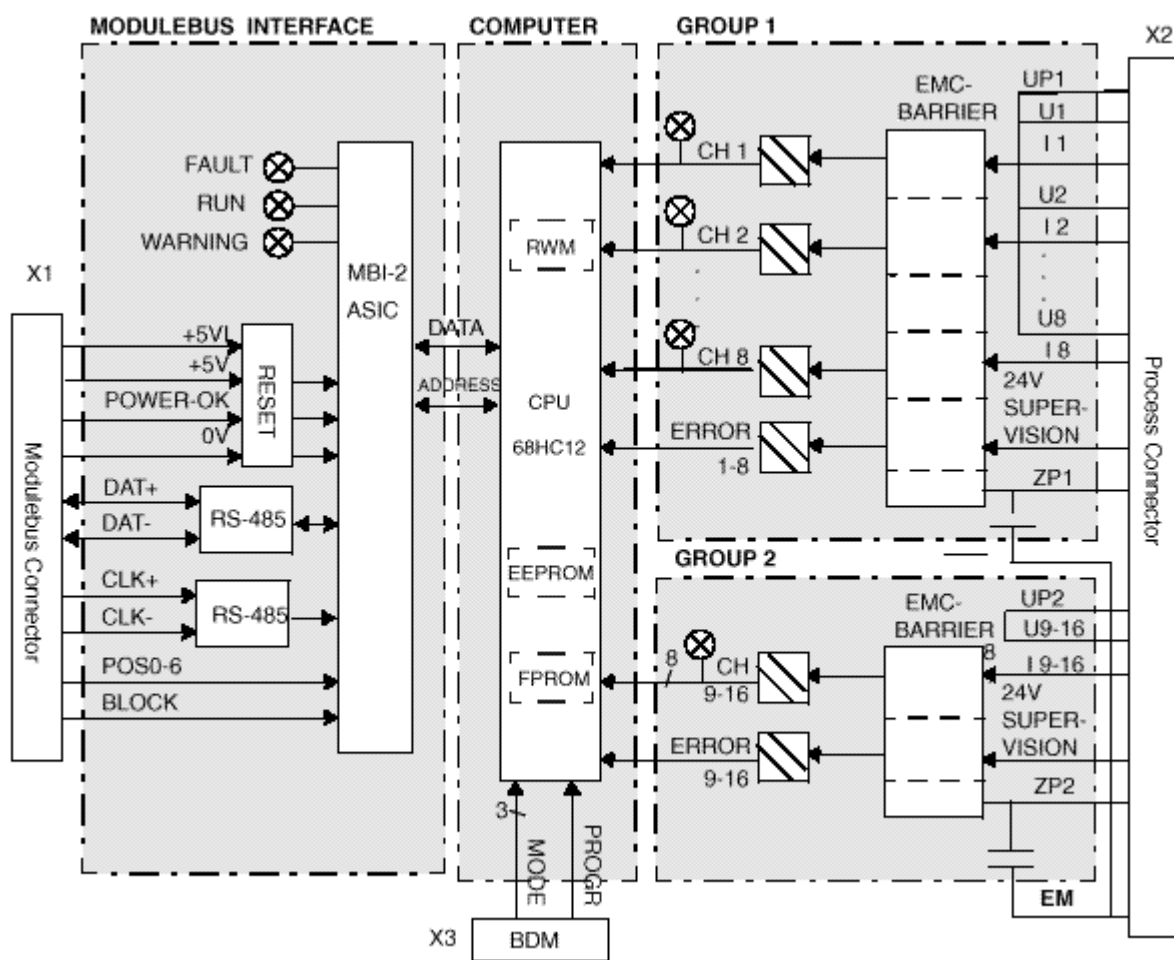 MODULEBUS INTERFACE
COMPUTER
GROUP 1
X2
EMC-
BARRIER
UP1
U1
I 1
U2
I 2
U8
I 8
24V
SUPER-
VISION
ZP1
FAULT
RUN
WARNING
X1
MBI-2
ASIC
+5VI
+5V
POWER-OK
0V
RESET
DAT+
DAT-
RS-485
CLK+
CLK-
RS-485
POS0-6
BLOCK
Modulebus Connector
DATA
ADDRESS
RWM
CPU
68HC12
EEPROM
FPROM
CH 1
CH 2
CH 8
ERROR
1-8
Process Connector
GROUP 2
EMC-
BARRIER
8
UP2
U9-16
I 9-16
24V
SUPER-
VISION
ZP2
8
CH
9-16
ERROR
9-16
3
MODE
PROGR
EM
X3
BDM